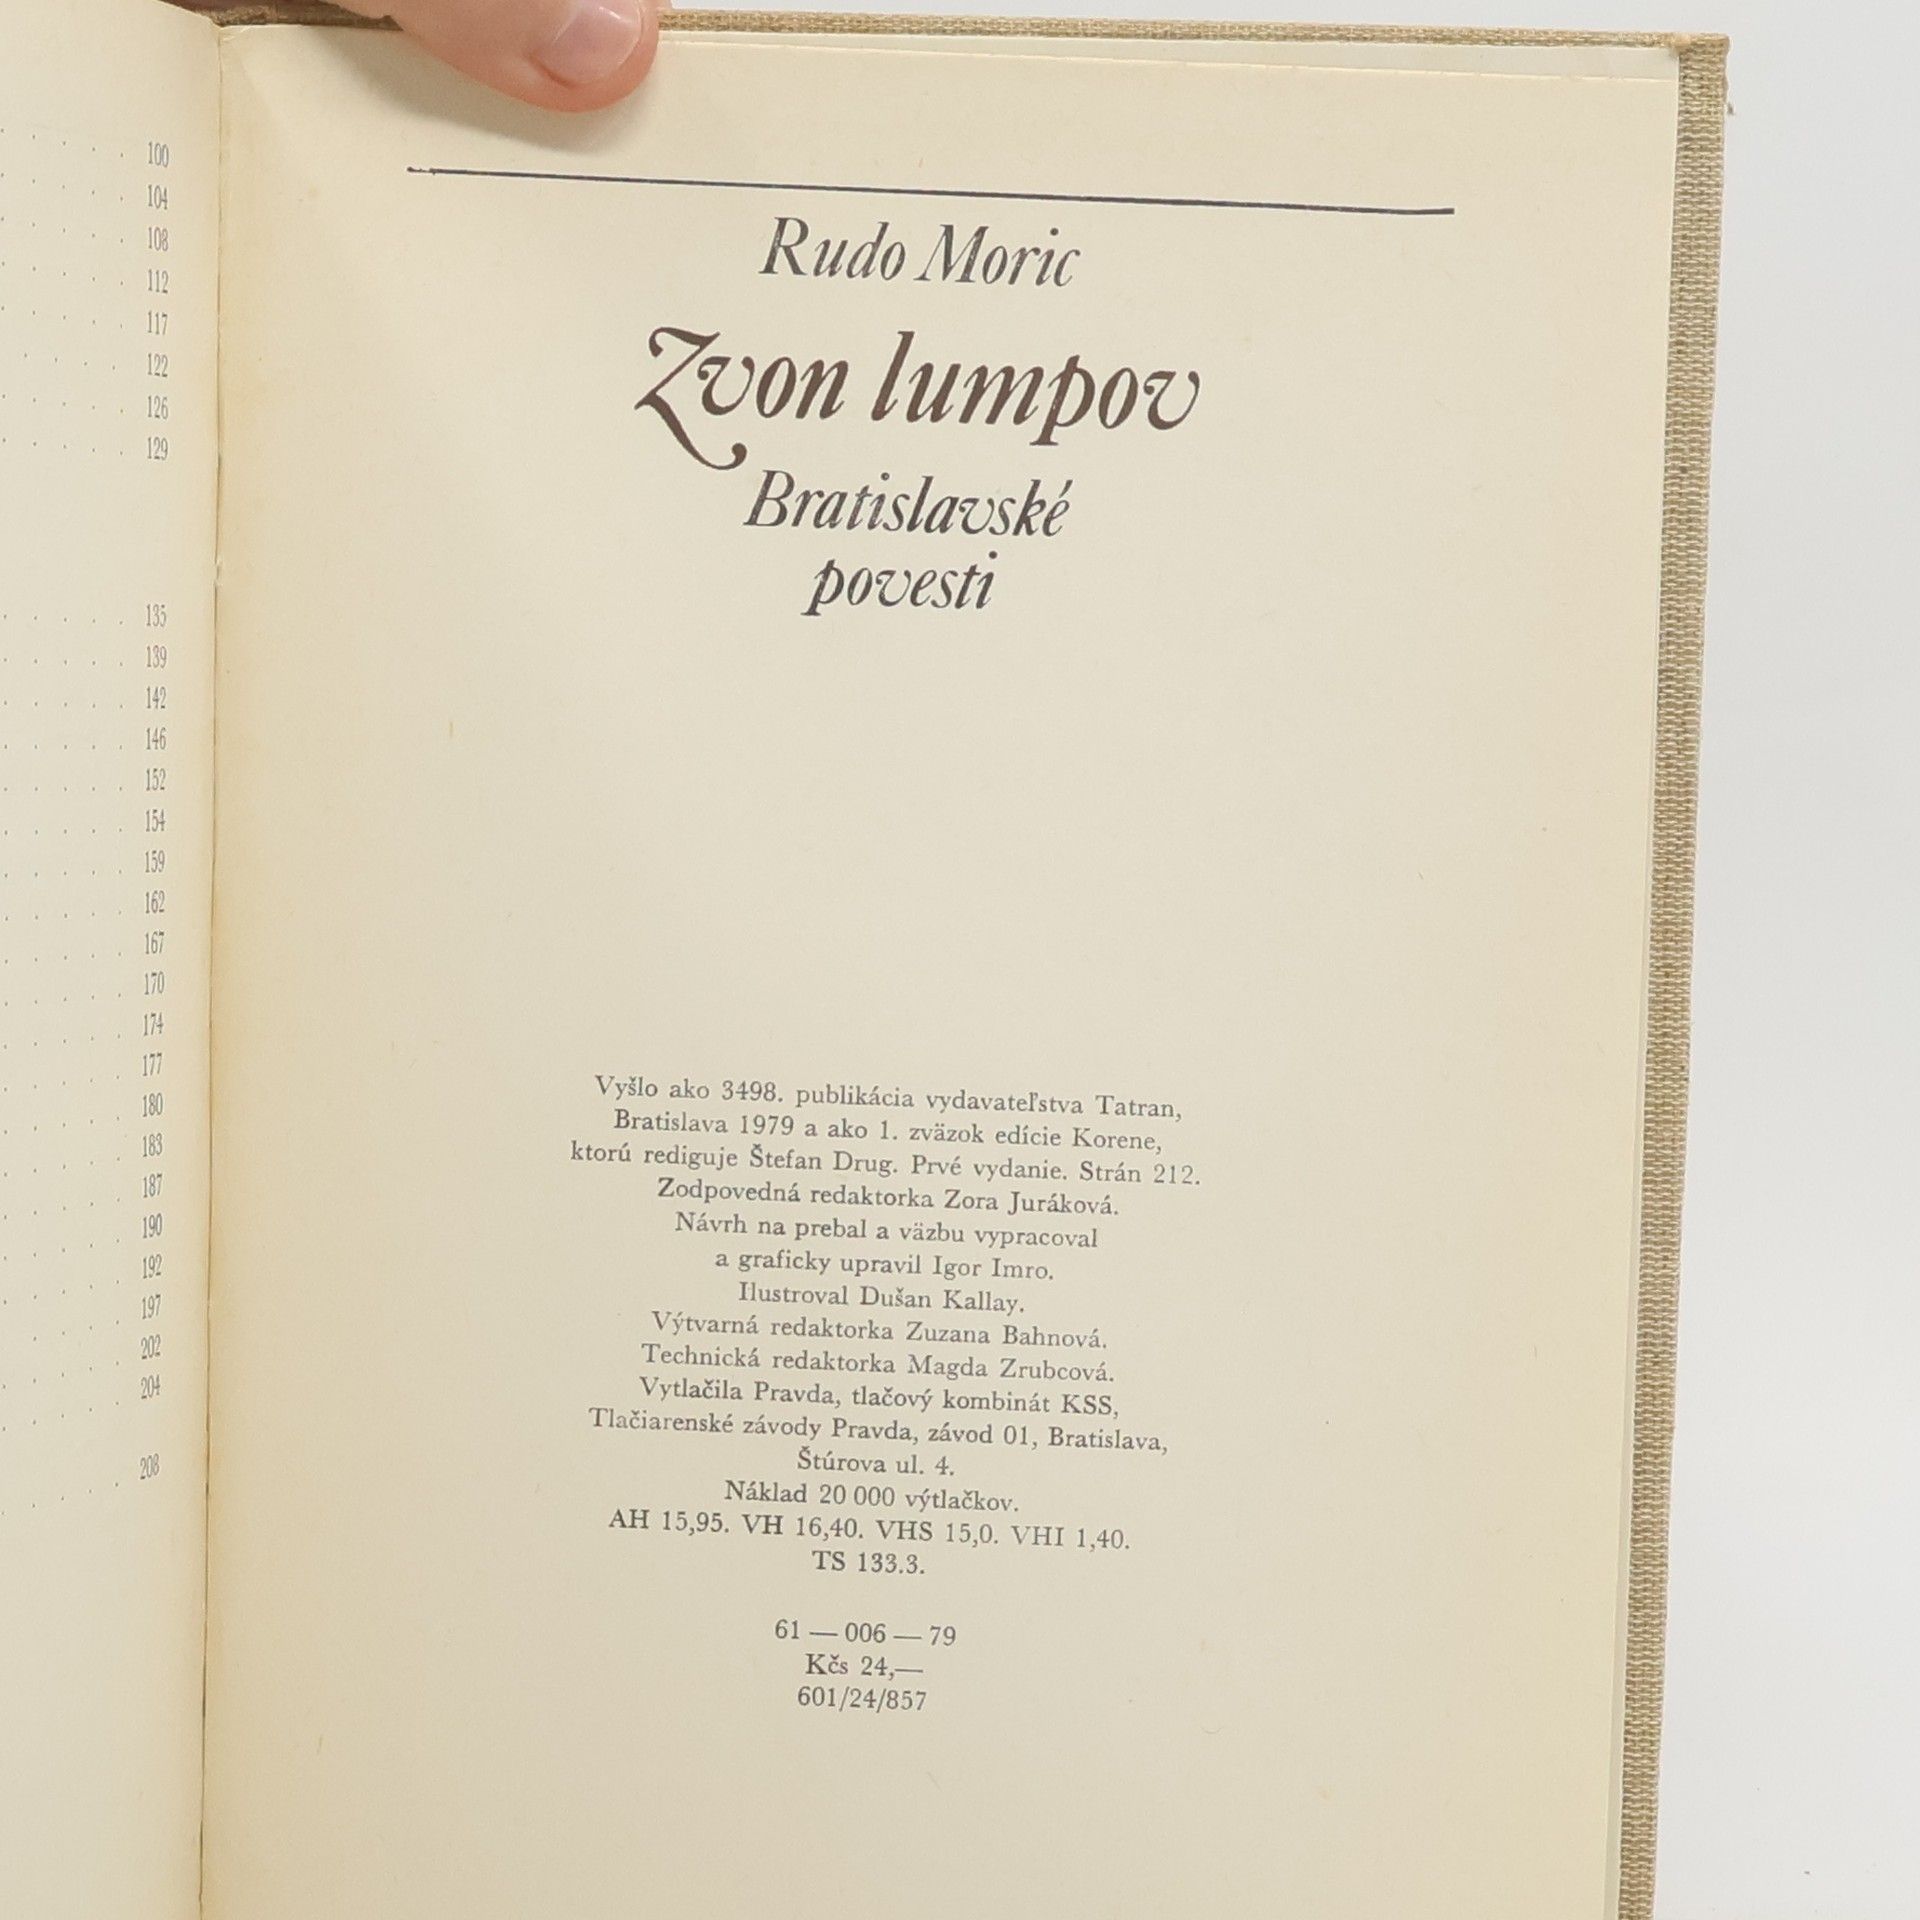 100
104
108
112
117
122
126
129
135
139
142
146
152
154
159
162
167
170
174
177
180
183
187
190
192
197
202
204
208
Rudo Moric
Zvon lumpov
Bratislavské
povesti
Vyšlo ako 3498. publikácia vydavateľstva Tatran,
Bratislava 1979 a ako 1. zväzok edície Korene,
ktorú rediguje Štefan Drug. Prvé vydanie. Strán 212.
Zodpovedná redaktorka Zora Juráková.
Návrh na prebal a väzbu vypracoval
a graficky upravil Igor Imro.
Ilustroval Dušan Kallay.
Výtvarná redaktorka Zuzana Bahnová.
Technická redaktorka Magda Zrubcová.
Vytlačila Pravda, tlačový kombinát KSS,
Tlačiarenské závody Pravda, závod 01, Bratislava,
Štúrova ul. 4.
Náklad 20 000 výtlačkov.
AH 15,95. VH 16,40. VHS 15,0. VHI 1,40.
TS 133.3.
61 — 006 — 79
Kčs 24,—
601/24/857